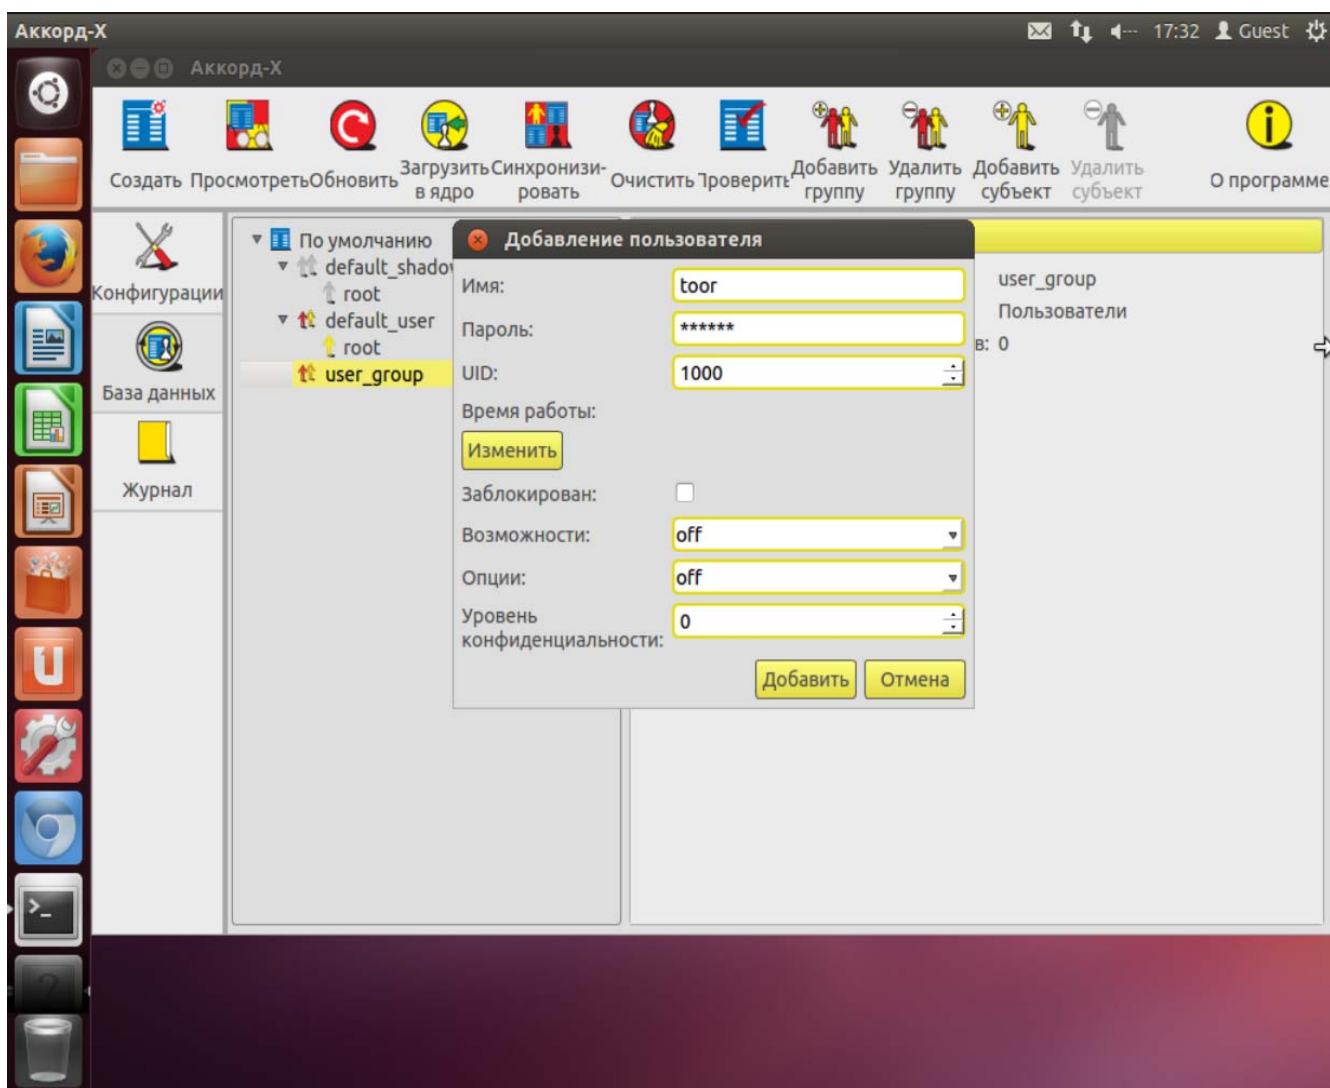 Аккорд-X
17:32 Guest
Аккорд-X
Создать Просмотреть Обновить Загрузить в ядро Синхронизи-ровать Очистить Проверить Добавить группу Удалить группу Добавить субъект Удалить субъект О программе
Конфигурации
База данных
Журнал
По умолчанию
default_shadow
root
default_user
root
user_group
Добавление пользователя
Имя: toor
Пароль: ******
UID: 1000
Время работы:
Изменить
Заблокирован:
Возможности: off
Опции: off
Уровень
конфиденциальности: 0
Добавить Отмена
user_group
Пользователи
в: 0